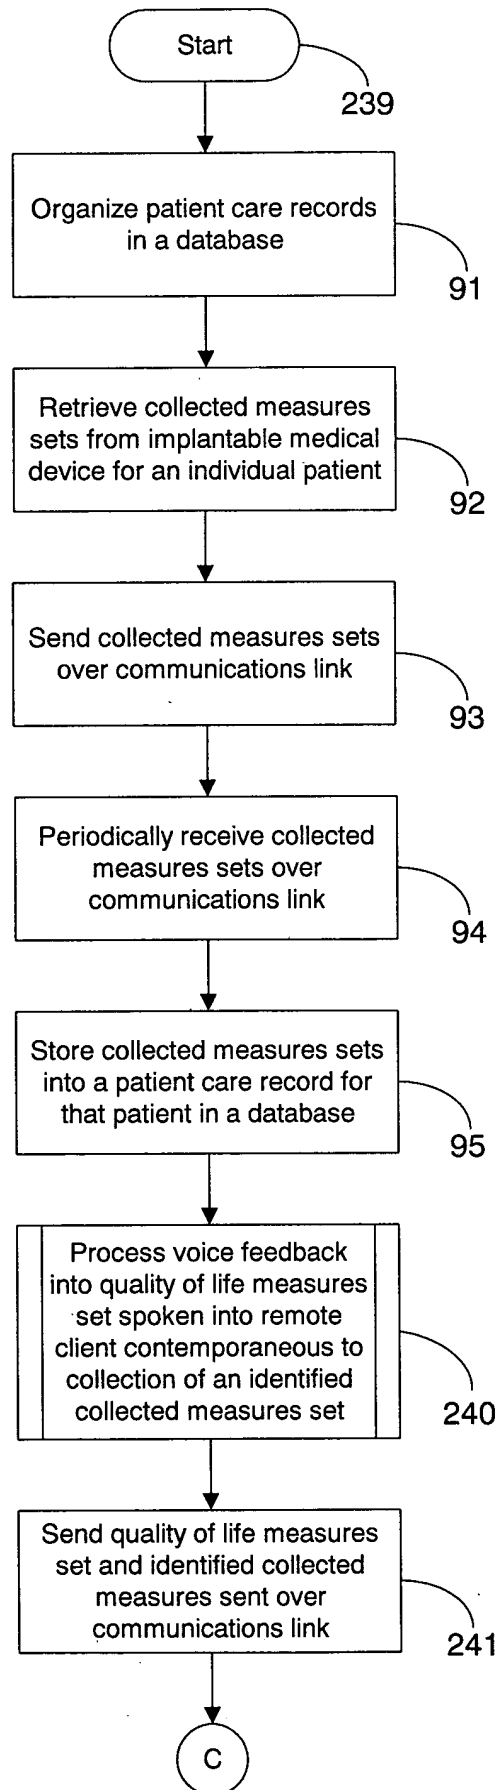 Start
239
Organize patient care records
in a database
91
Retrieve collected measures
sets from implantable medical
device for an individual patient
92
Send collected measures sets
over communications link
93
Periodically receive collected
measures sets over
communications link
94
Store collected measures sets
into a patient care record for
that patient in a database
95
Process voice feedback
into quality of life measures
set spoken into remote
client contemporaneous to
collection of an identified
collected measures set
240
Send quality of life measures
set and identified collected
measures sent over
communications link
241
C